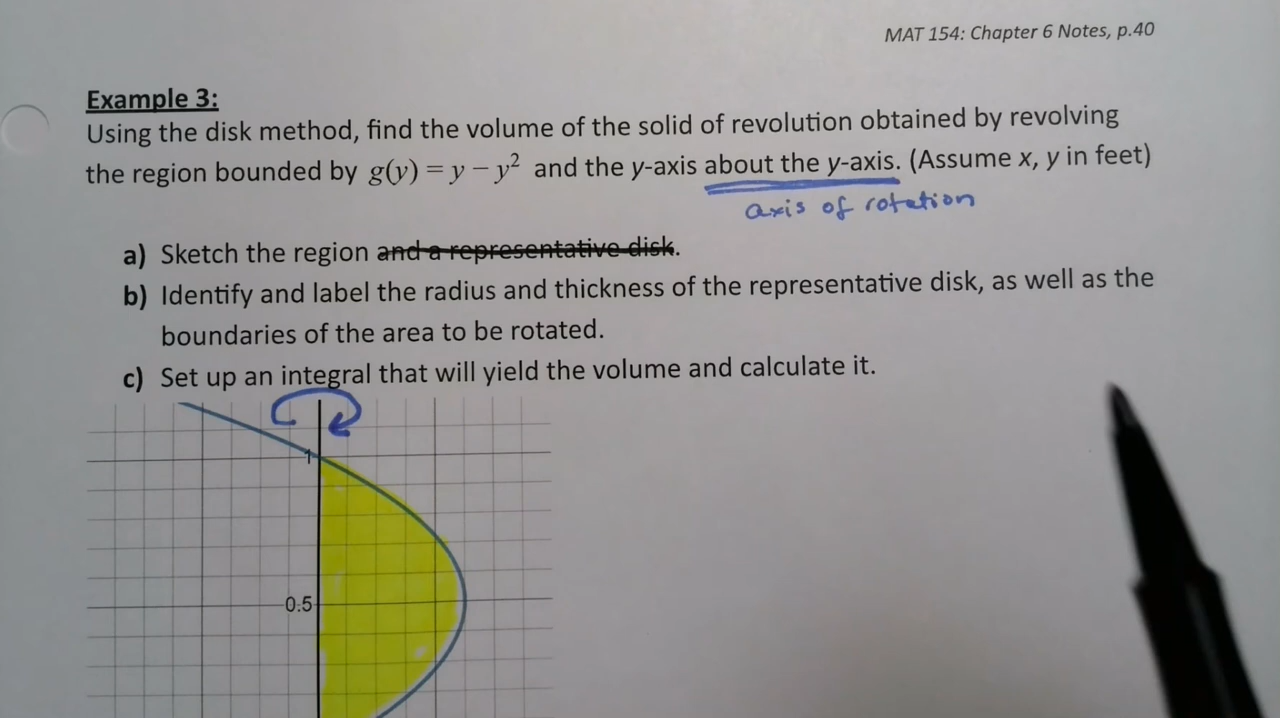 MAT 154: Chapter 6 Notes, p.40
Example 3:
Using the disk method, find the volume of the solid of revolution obtained by revolving
the region bounded by g(y) = y − y² and the y-axis about the y-axis. (Assume x, y in feet)
axis of rotation
a) Sketch the region and a representative disk.
b) Identify and label the radius and thickness of the representative disk, as well as the
boundaries of the area to be rotated.
c) Set up an integral that will yield the volume and calculate it.
1
0.5